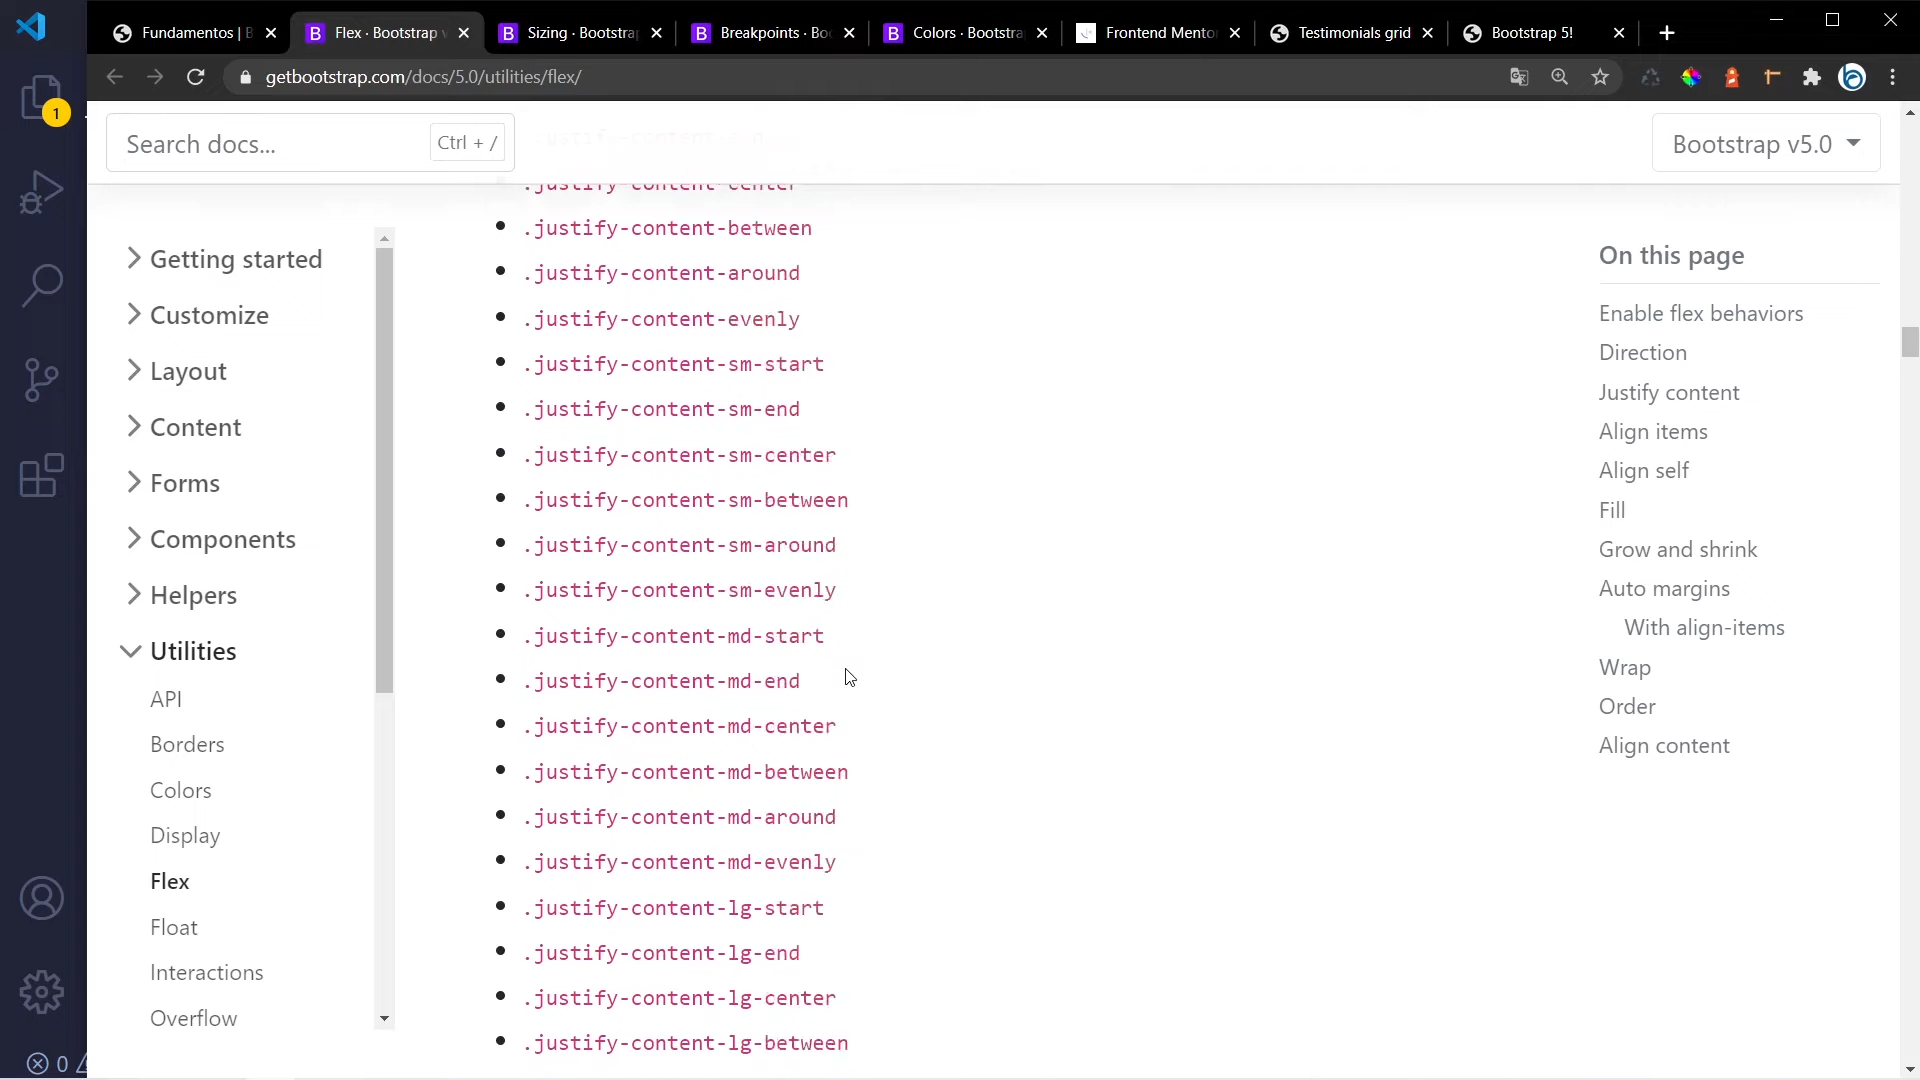 Fundamentos | B
Flex · Bootstrap v
Sizing · Bootstra
Breakpoints · Boo
Colors · Bootstra
Frontend Mento
Testimonials grid
Bootstrap 5!
getbootstrap.com/docs/5.0/utilities/flex/
1
Search docs...
Ctrl + /
Bootstrap v5.0
Getting started
Customize
Layout
Content
Forms
Components
Helpers
Utilities
API
Borders
Colors
Display
Flex
Float
Interactions
Overflow
.justify-content-center
.justify-content-between
.justify-content-around
.justify-content-evenly
.justify-content-sm-start
.justify-content-sm-end
.justify-content-sm-center
.justify-content-sm-between
.justify-content-sm-around
.justify-content-sm-evenly
.justify-content-md-start
.justify-content-md-end
.justify-content-md-center
.justify-content-md-between
.justify-content-md-around
.justify-content-md-evenly
.justify-content-lg-start
.justify-content-lg-end
.justify-content-lg-center
.justify-content-lg-between
On this page
Enable flex behaviors
Direction
Justify content
Align items
Align self
Fill
Grow and shrink
Auto margins
With align-items
Wrap
Order
Align content
0